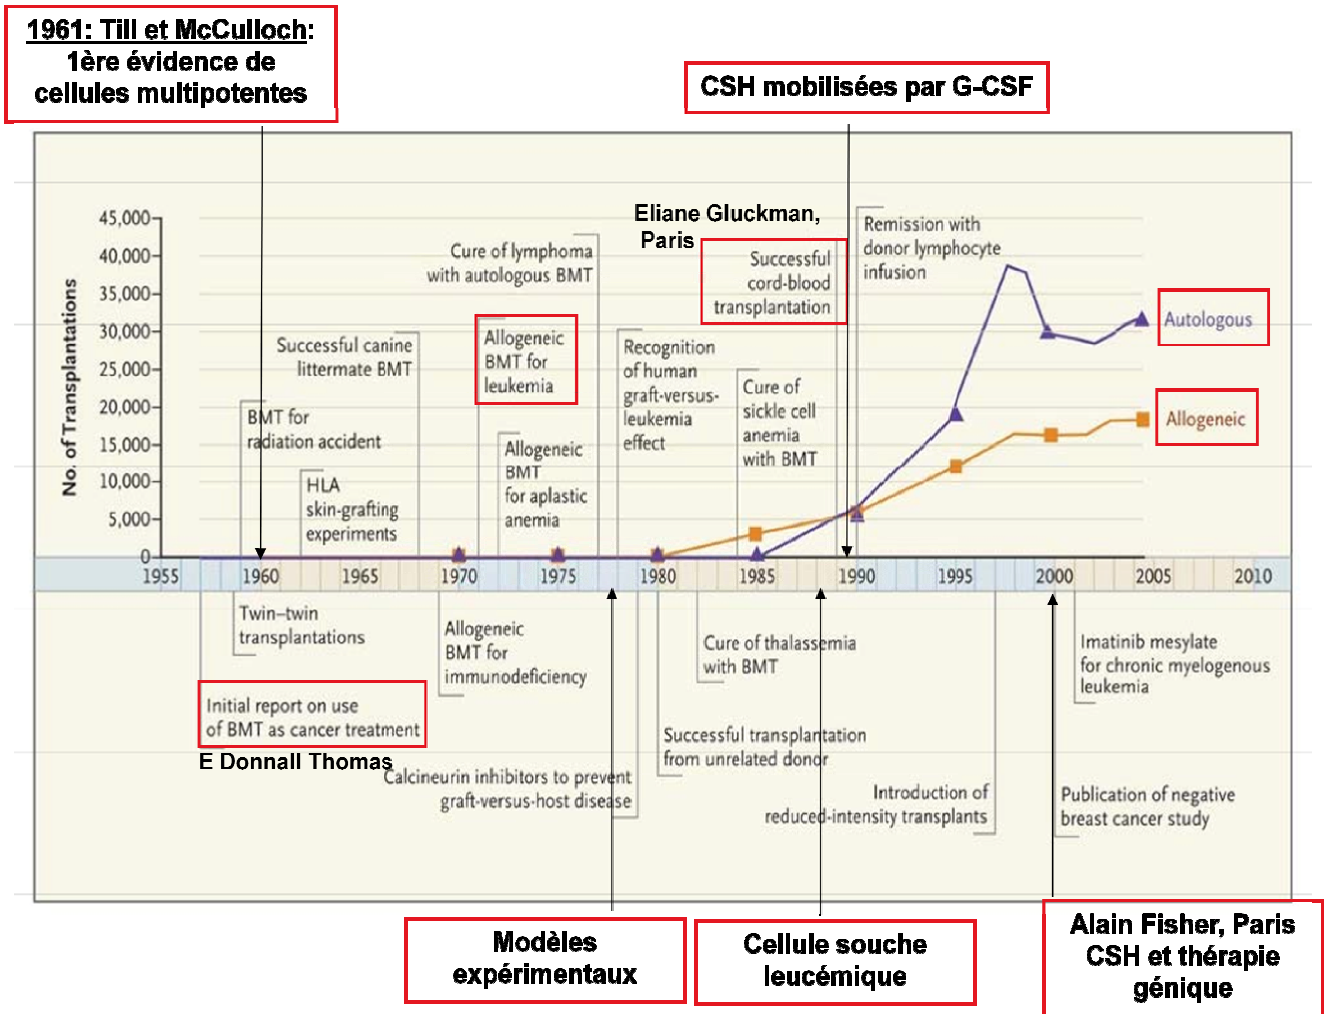 1961: Till et McCulloch:
1ère évidence de
cellules multipotentes
CSH mobilisées par G-CSF
No. of Transplantations
45,000
40,000
35,000
30,000
25,000
20,000
15,000
10,000
5,000
0
BMT for
radiation accident
HLA
skin-grafting
experiments
Successful canine
littermate BMT
Cure of lymphoma
with autologous BMT
Allogeneic
BMT for
leukemia
Allogeneic
BMT
for aplastic
anemia
Recognition
of human
graft-versus-
leukemia
effect
Eliane Gluckman,
Paris
Successful
cord-blood
transplantation
Cure of
sickle cell
anemia
with BMT
Remission with
donor lymphocyte
infusion
Autologous
Allogeneic
1955 1960 1965 1970 1975 1980 1985 1990 1995 2000 2005 2010
Twin–twin
transplantations
Initial report on use
of BMT as cancer treatment
E Donnall Thomas
Allogeneic
BMT for
immunodeficiency
Calcineurin inhibitors to prevent
graft-versus-host disease
Cure of thalassemia
with BMT
Successful transplantation
from unrelated donor
Introduction of
reduced-intensity transplants
Imatinib mesylate
for chronic myelogenous
leukemia
Publication of negative
breast cancer study
Modèles
expérimentaux
Cellule souche
leucémique
Alain Fisher, Paris
CSH et thérapie
génique